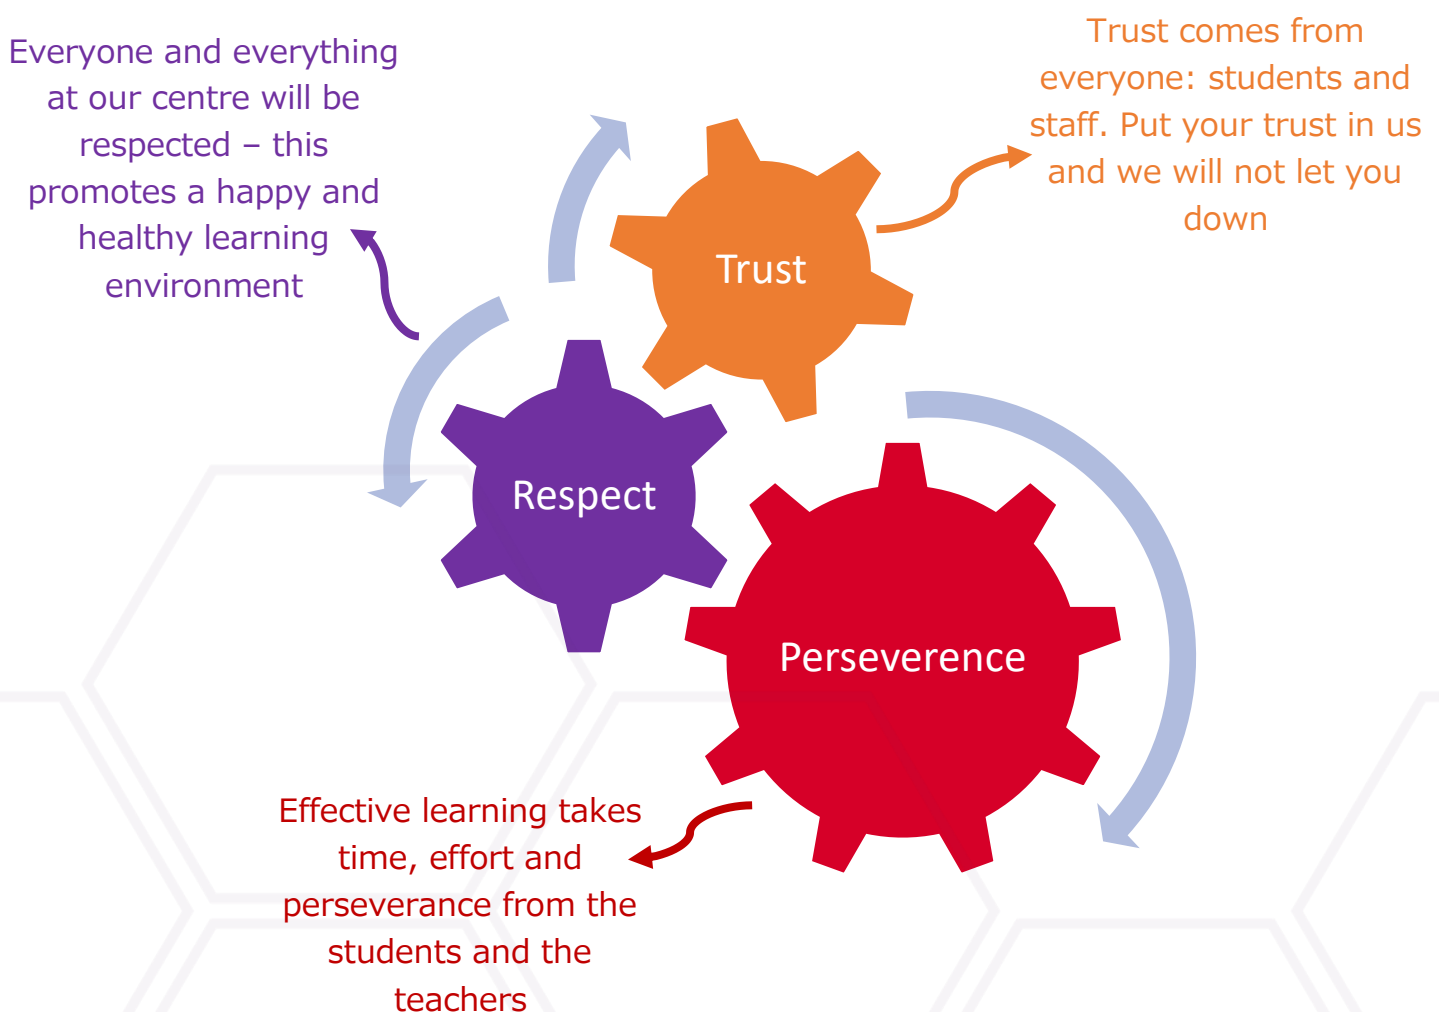 Everyone and everything
at our centre will be
respected – this
promotes a happy and
healthy learning
environment
Trust comes from
everyone: students and
staff. Put your trust in us
and we will not let you
down
Trust
Respect
Perseverence
Effective learning takes
time, effort and
perseverance from the
students and the
teachers